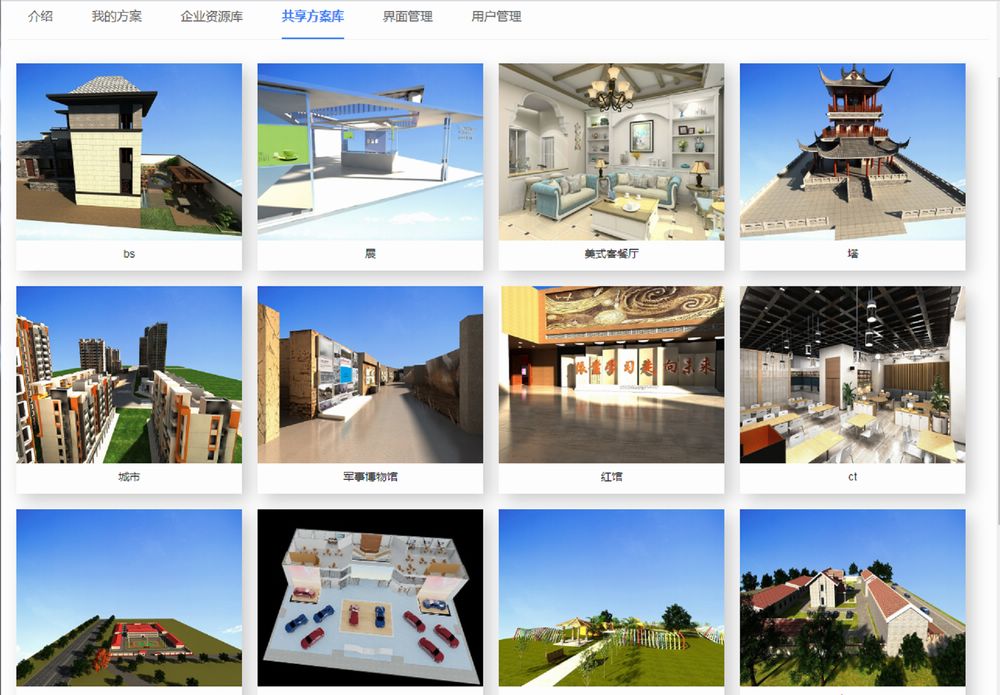 介绍
我的方案
企业资源库
共享方案库
界面管理
用户管理
bs
展
美式客餐厅
塔
城市
军事博物馆
红馆
ct